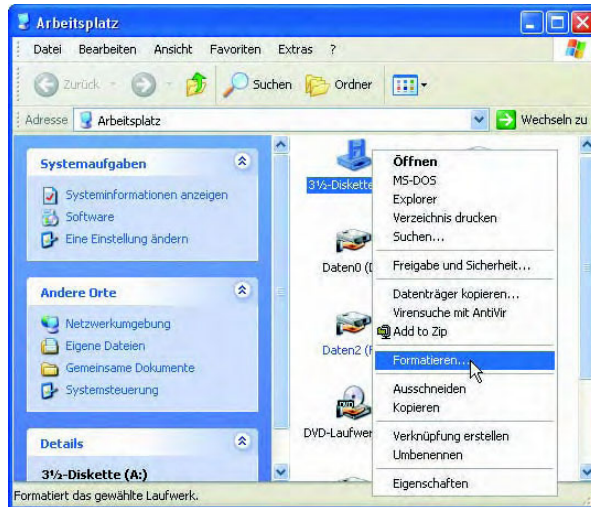 Arbeitsplatz
Datei Bearbeiten Ansicht Favoriten Extras ?
Zurück Suchen Ordner
Adresse Arbeitsplatz Wechseln zu
Systemaufgaben
Systeminformationen anzeigen
Software
Eine Einstellung ändern
Andere Orte
Netzwerkumgebung
Eigene Dateien
Gemeinsame Dokumente
Systemsteuerung
Details
3½-Diskette (A:)
3½-Diskette
Daten0 (
Daten2 (
DVD-Laufwer
Öffnen
MS-DOS
Explorer
Verzeichnis drucken
Suchen...
Freigabe und Sicherheit...
Datenträger kopieren...
Virensuche mit AntiVir
Add to Zip
Formatieren...
Ausschneiden
Kopieren
Verknüpfung erstellen
Umbenennen
Eigenschaften
Formatiert das gewählte Laufwerk.